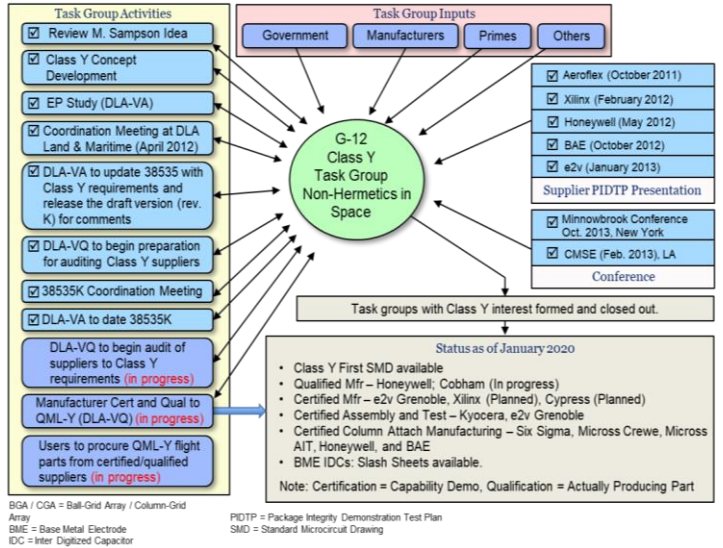 Task Group Activities
☑ Review M. Sampson Idea
☑ Class Y Concept
Development
☑ EP Study (DLA-VA)
☑ Coordination Meeting at DLA
Land & Maritime (April 2012)
☑ DLA-VA to update 38535 with
Class Y requirements and
release the draft version (rev.
K) for comments
☑ DLA-VQ to begin preparation
for auditing Class Y suppliers
☑ 38535K Coordination Meeting
☑ DLA-VA to date 38535K
DLA-VQ to begin audit of
suppliers to Class Y
requirements (in progress)
Manufacturer Cert and Qual to
QML-Y (DLA-VQ) (in progress)
Users to procure QML-Y flight
parts from certified/qualified
suppliers (in progress)
Task Group Inputs
Government
Manufacturers
Primes
Others
G-12
Class Y
Task Group
Non-Hermetics in
Space
☑ Aeroflex (October 2011)
☑ Xilinx (February 2012)
☑ Honeywell (May 2012)
☑ BAE (October 2012)
☑ e2v (January 2013)
Supplier PIDTP Presentation
☑ Minnowbrook Conference
Oct. 2013, New York
☑ CMSE (Feb. 2013), LA
Conference
Task groups with Class Y interest formed and closed out.
Status as of January 2020
• Class Y First SMD available
• Qualified Mfr – Honeywell; Cobham (In progress)
• Certified Mfr – e2v Grenoble, Xilinx (Planned), Cypress (Planned)
• Certified Assembly and Test – Kyocera, e2v Grenoble
• Certified Column Attach Manufacturing – Six Sigma, Micross Crewe, Micross
AIT, Honeywell, and BAE
• BME IDCs: Slash Sheets available.
Note: Certification = Capability Demo, Qualification = Actually Producing Part
BGA / CGA = Ball-Grid Array / Column-Grid
Array
BME = Base Metal Electrode
IDC = Inter Digitized Capacitor
PIDTP = Package Integrity Demonstration Test Plan
SMD = Standard Microcircuit Drawing